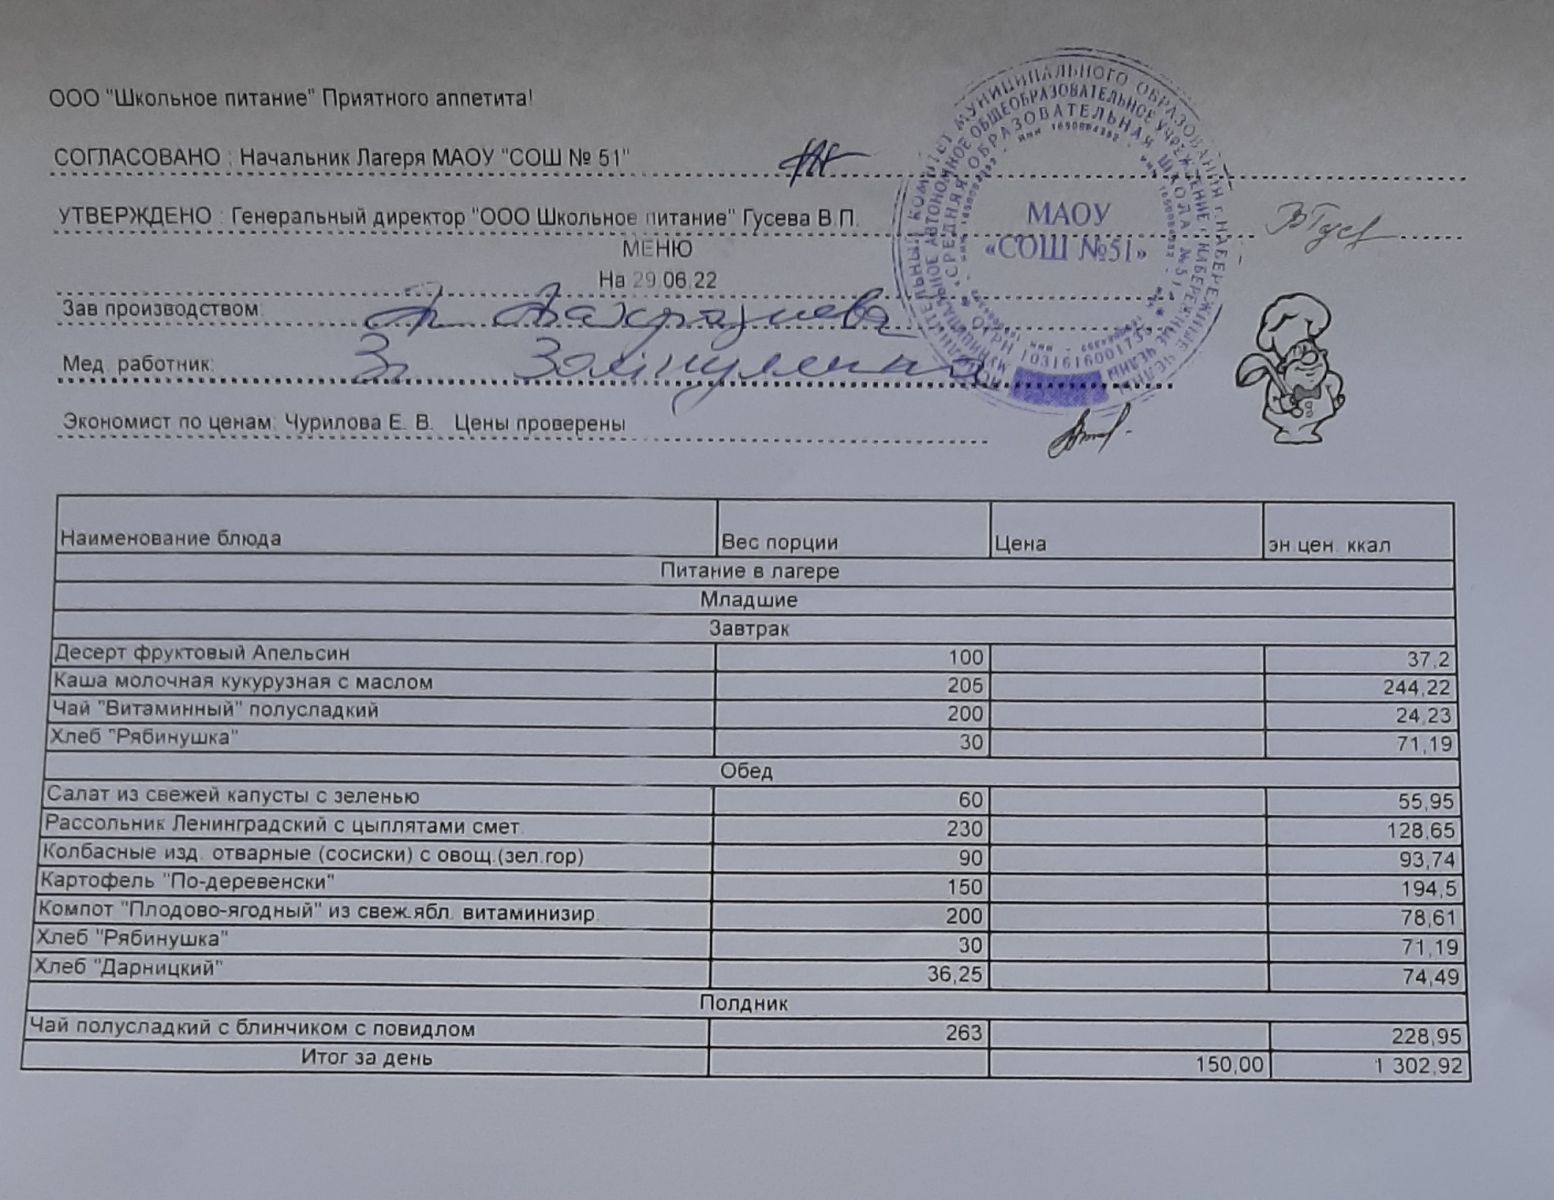 ООО "Школьное питание" Приятного аппетита!
СОГЛАСОВАНО : Начальник Лагеря МАОУ "СОШ № 51"
УТВЕРЖДЕНО : Генеральный директор "ООО Школьное питание" Гусева В.П.
МЕНЮ
На 29.06.22
Зав производством:
Мед. работник:
Экономист по ценам: Чурилова Е. В. Цены проверены
МАОУ
«СОШ №51»
СРЕДНЯЯ ОБРАЗОВАТЕЛЬНАЯ ШКОЛА №51
Наименование блюда Вес порции Цена эн.цен. ккал
Питание в лагере
Младшие
Завтрак
Десерт фруктовый Апельсин 100 37,2
Каша молочная кукурузная с маслом 205 244,22
Чай "Витаминный" полусладкий 200 24,23
Хлеб "Рябинушка" 30 71,19
Обед
Салат из свежей капусты с зеленью 60 55,95
Рассольник Ленинградский с цыплятами смет. 230 128,65
Колбасные изд. отварные (сосиски) с овощ.(зел.гор) 90 93,74
Картофель "По-деревенски" 150 194,5
Компот "Плодово-ягодный" из свеж.ябл. витаминизир. 200 78,61
Хлеб "Рябинушка" 30 71,19
Хлеб "Дарницкий" 36,25 74,49
Полдник
Чай полусладкий с блинчиком с повидлом 263 228,95
Итог за день 150,00 1 302,92